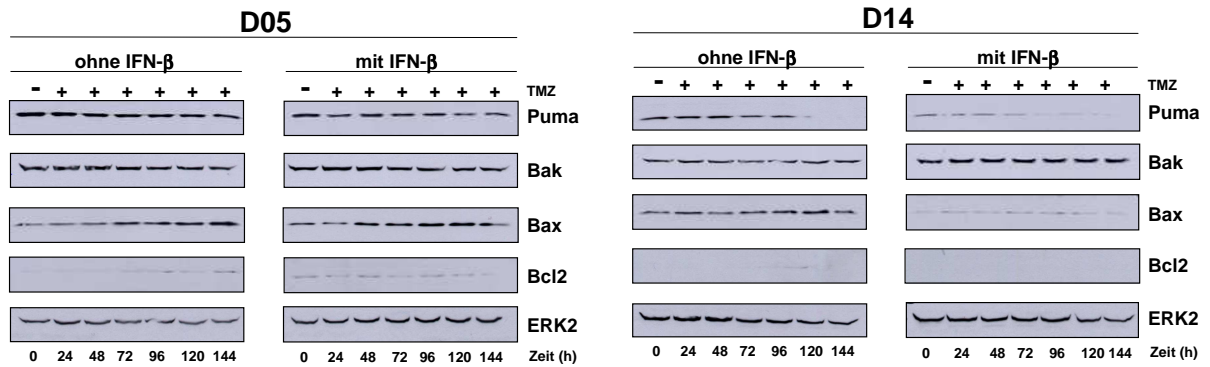 D05
D14
ohne IFN-β mit IFN-β
ohne IFN-β mit IFN-β
- + + + + + + - + + + + + + TMZ
- + + + + + + - + + + + + + TMZ
Puma
Puma
Bak
Bak
Bax
Bax
Bcl2
Bcl2
ERK2
ERK2
0 24 48 72 96 120 144 0 24 48 72 96 120 144 Zeit (h)
0 24 48 72 96 120 144 0 24 48 72 96 120 144 Zeit (h)